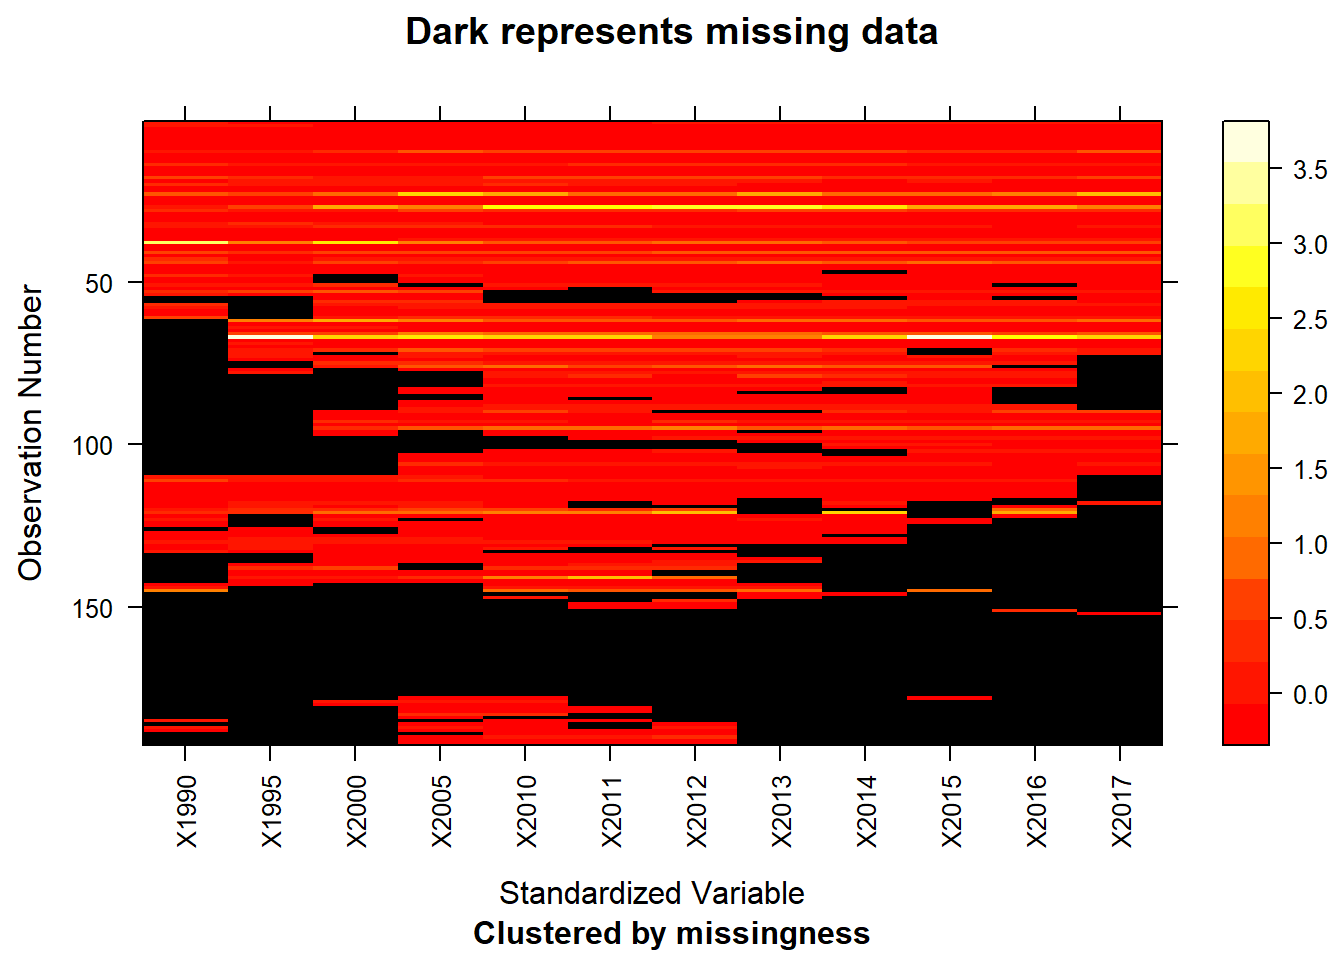 Dark represents missing data
Observation Number
50
100
150
3.5
3.0
2.5
2.0
1.5
1.0
0.5
0.0
X1990
X1995
X2000
X2005
X2010
X2011
X2012
X2013
X2014
X2015
X2016
X2017
Standardized Variable
Clustered by missingness